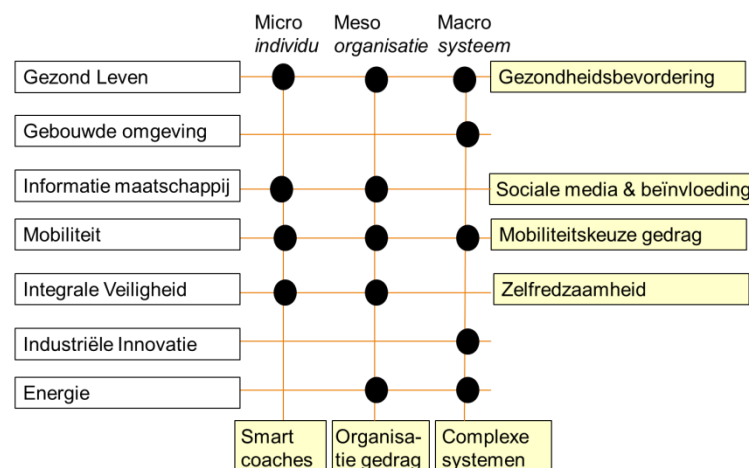 Micro Meso Macro
individu organisatie systeem
Gezond Leven Gezondheidsbevordering
Gebouwde omgeving
Informatie maatschappij Sociale media & beïnvloeding
Mobiliteit Mobiliteitskeuze gedrag
Integrale Veiligheid Zelfredzaamheid
Industriële Innovatie
Energie
Smart Organisa- Complexe
coaches tie gedrag systemen